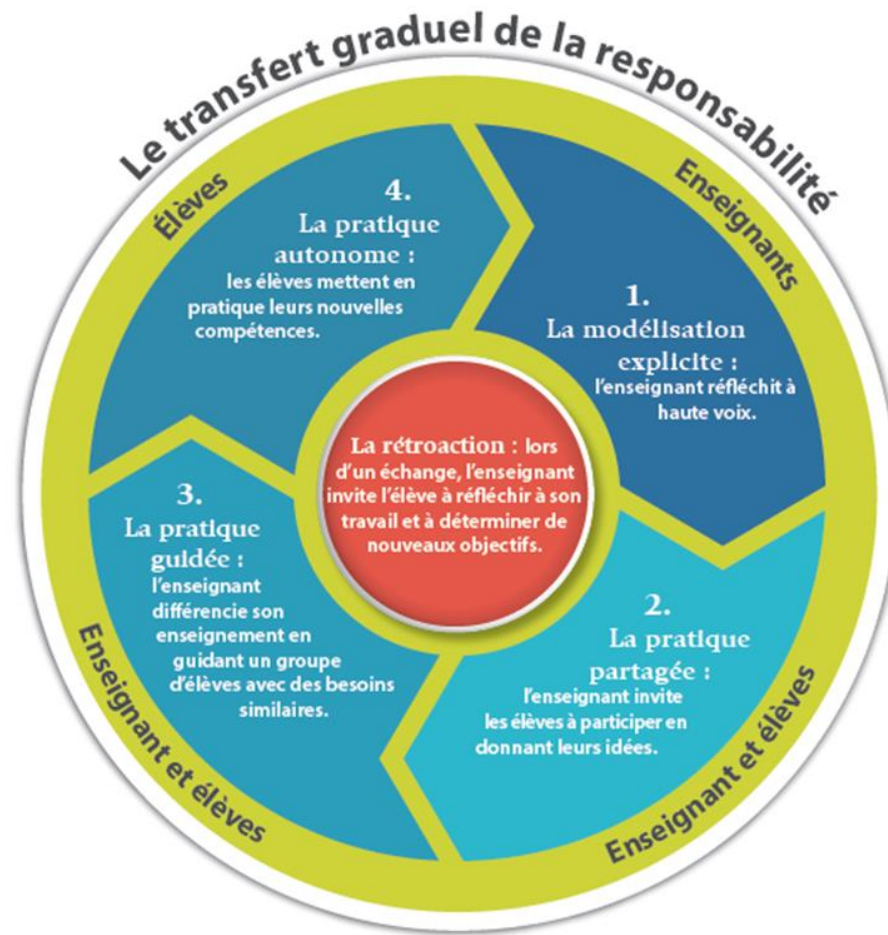 Le transfert graduel de la responsabilité
Enseignants
1.
La modélisation
explicite :
l'enseignant réfléchit à
haute voix.
2.
La pratique
partagée :
l'enseignant invite
les élèves à participer en
donnant leurs idées.
Enseignant et élèves
3.
La pratique
guidée :
l'enseignant
différencie son
enseignement en
guidant un groupe
d'élèves avec des besoins
similaires.
Enseignant et élèves
4.
La pratique
autonome :
les élèves mettent en
pratique leurs nouvelles
compétences.
Élèves
La rétroaction : lors
d'un échange, l'enseignant
invite l'élève à réfléchir à son
travail et à déterminer de
nouveaux objectifs.